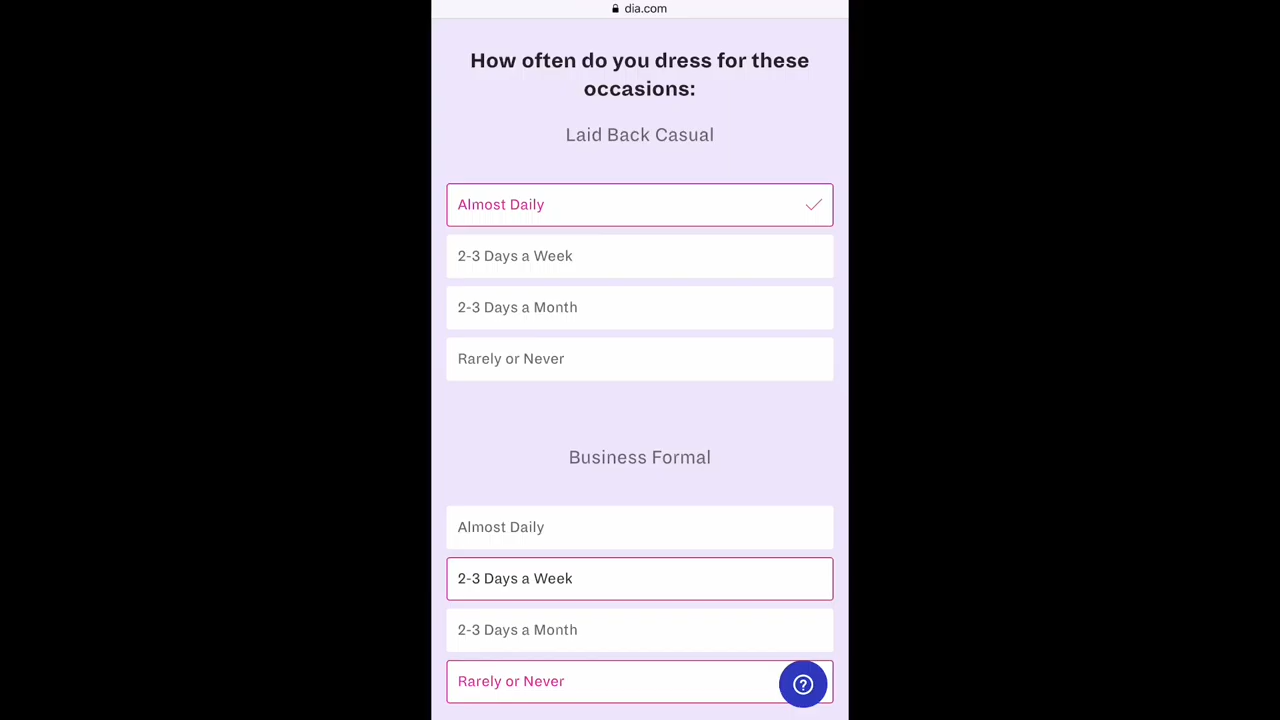 dia.com
How often do you dress for these
occasions:
Laid Back Casual
Almost Daily
2-3 Days a Week
2-3 Days a Month
Rarely or Never
Business Formal
Almost Daily
2-3 Days a Week
2-3 Days a Month
Rarely or Never
?